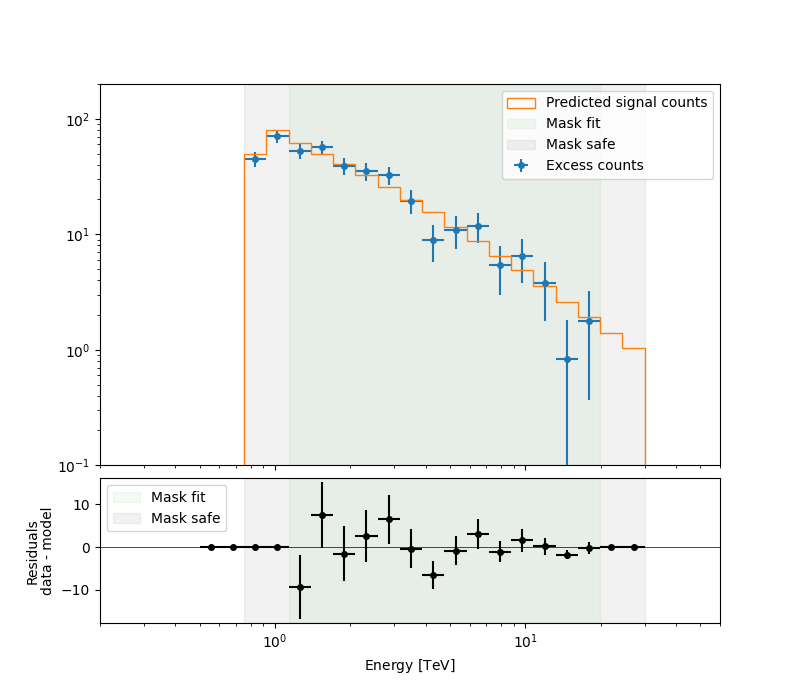 10²
10¹
10⁰
10⁻¹
Predicted signal counts
Mask fit
Mask safe
Excess counts
Residuals
data - model
10
0
−10
Mask fit
Mask safe
10⁰
10¹
Energy [TeV]